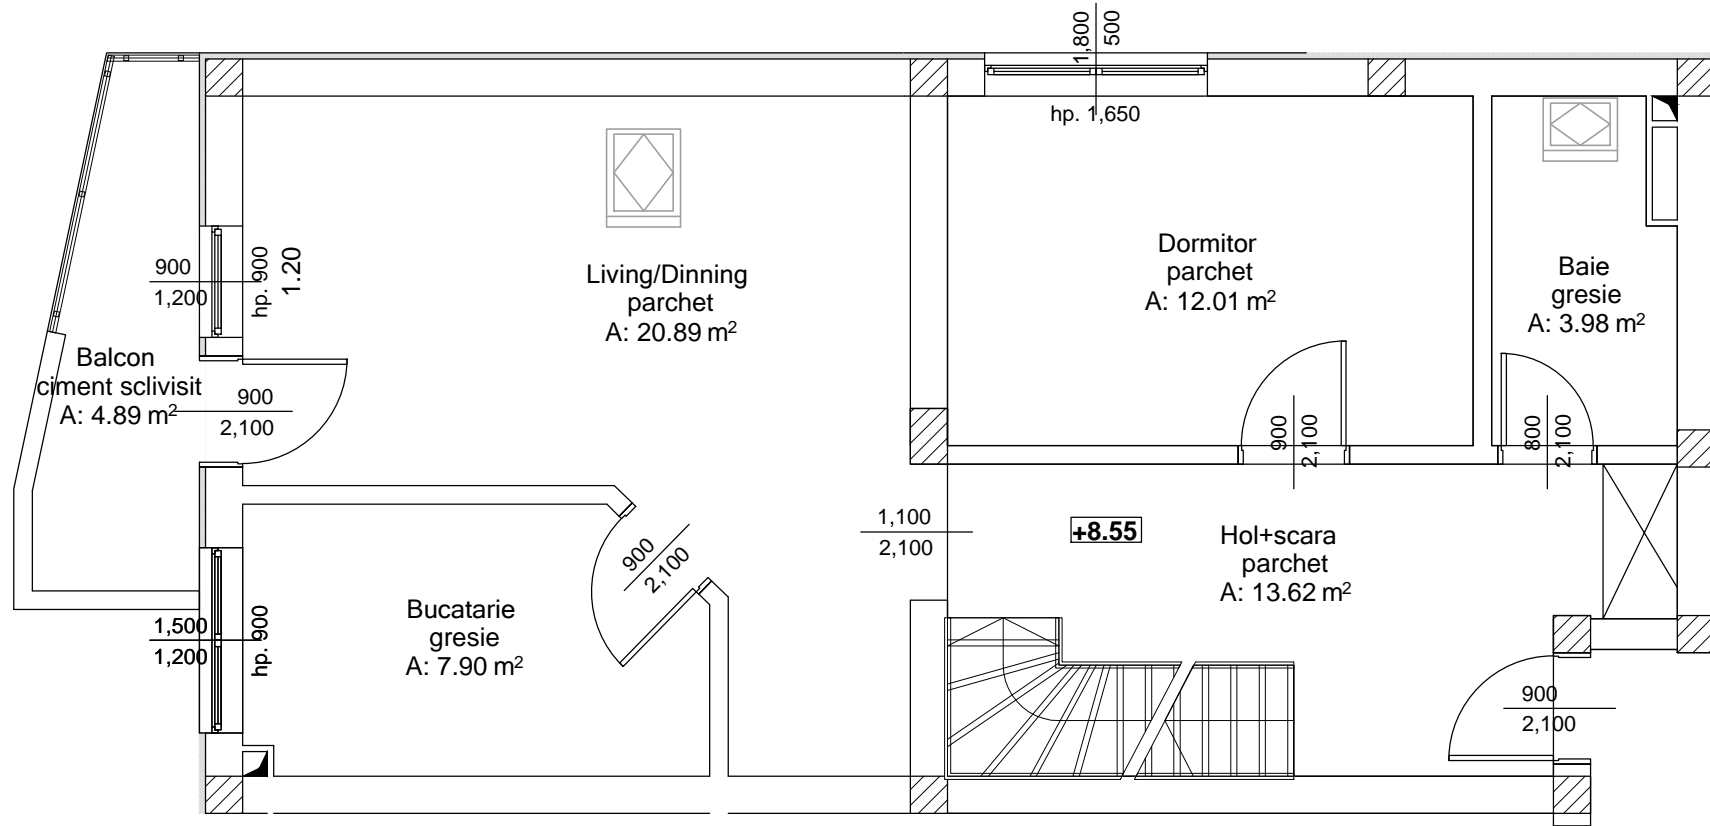 1,800
500
hp. 1,650
900
1,200
hp. 900
1.20
Living/Dinning
parchet
A: 20.89 m²
Dormitor
parchet
A: 12.01 m²
Baie
gresie
A: 3.98 m²
Balcon
ciment sclivisit
A: 4.89 m²
900
2,100
900
2,100
800
2,100
1,100
2,100
+8.55
Hol+scara
parchet
A: 13.62 m²
900
2,100
Bucatarie
gresie
A: 7.90 m²
1,500
1,200
hp. 900
900
2,100